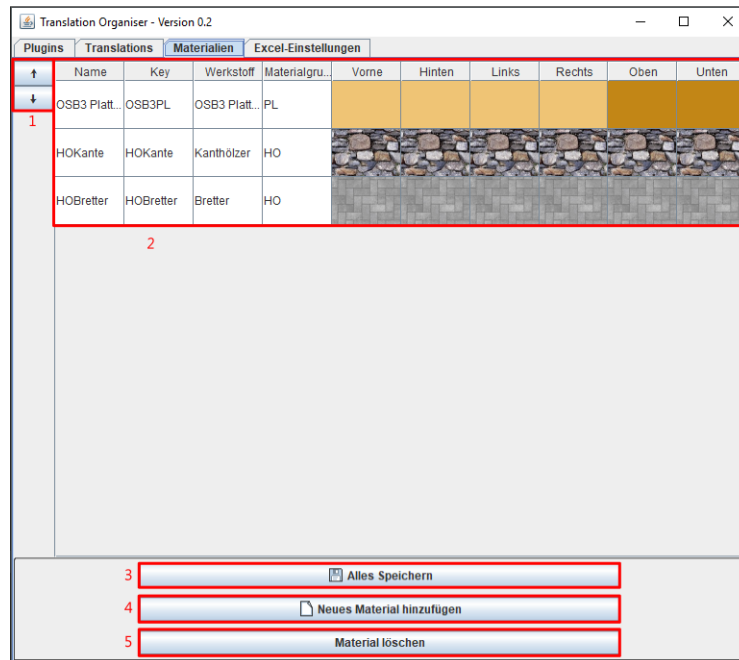 Translation Organiser - Version 0.2
Plugins Translations Materialien Excel-Einstellungen
Name Key Werkstoff Materialgru... Vorne Hinten Links Rechts Oben Unten
OSB3 Platt... OSB3PL OSB3 Platt... PL
1
HOKante HOKante Kanthölzer HO
HOBretter HOBretter Bretter HO
2
3 Alles Speichern
4 Neues Material hinzufügen
5 Material löschen